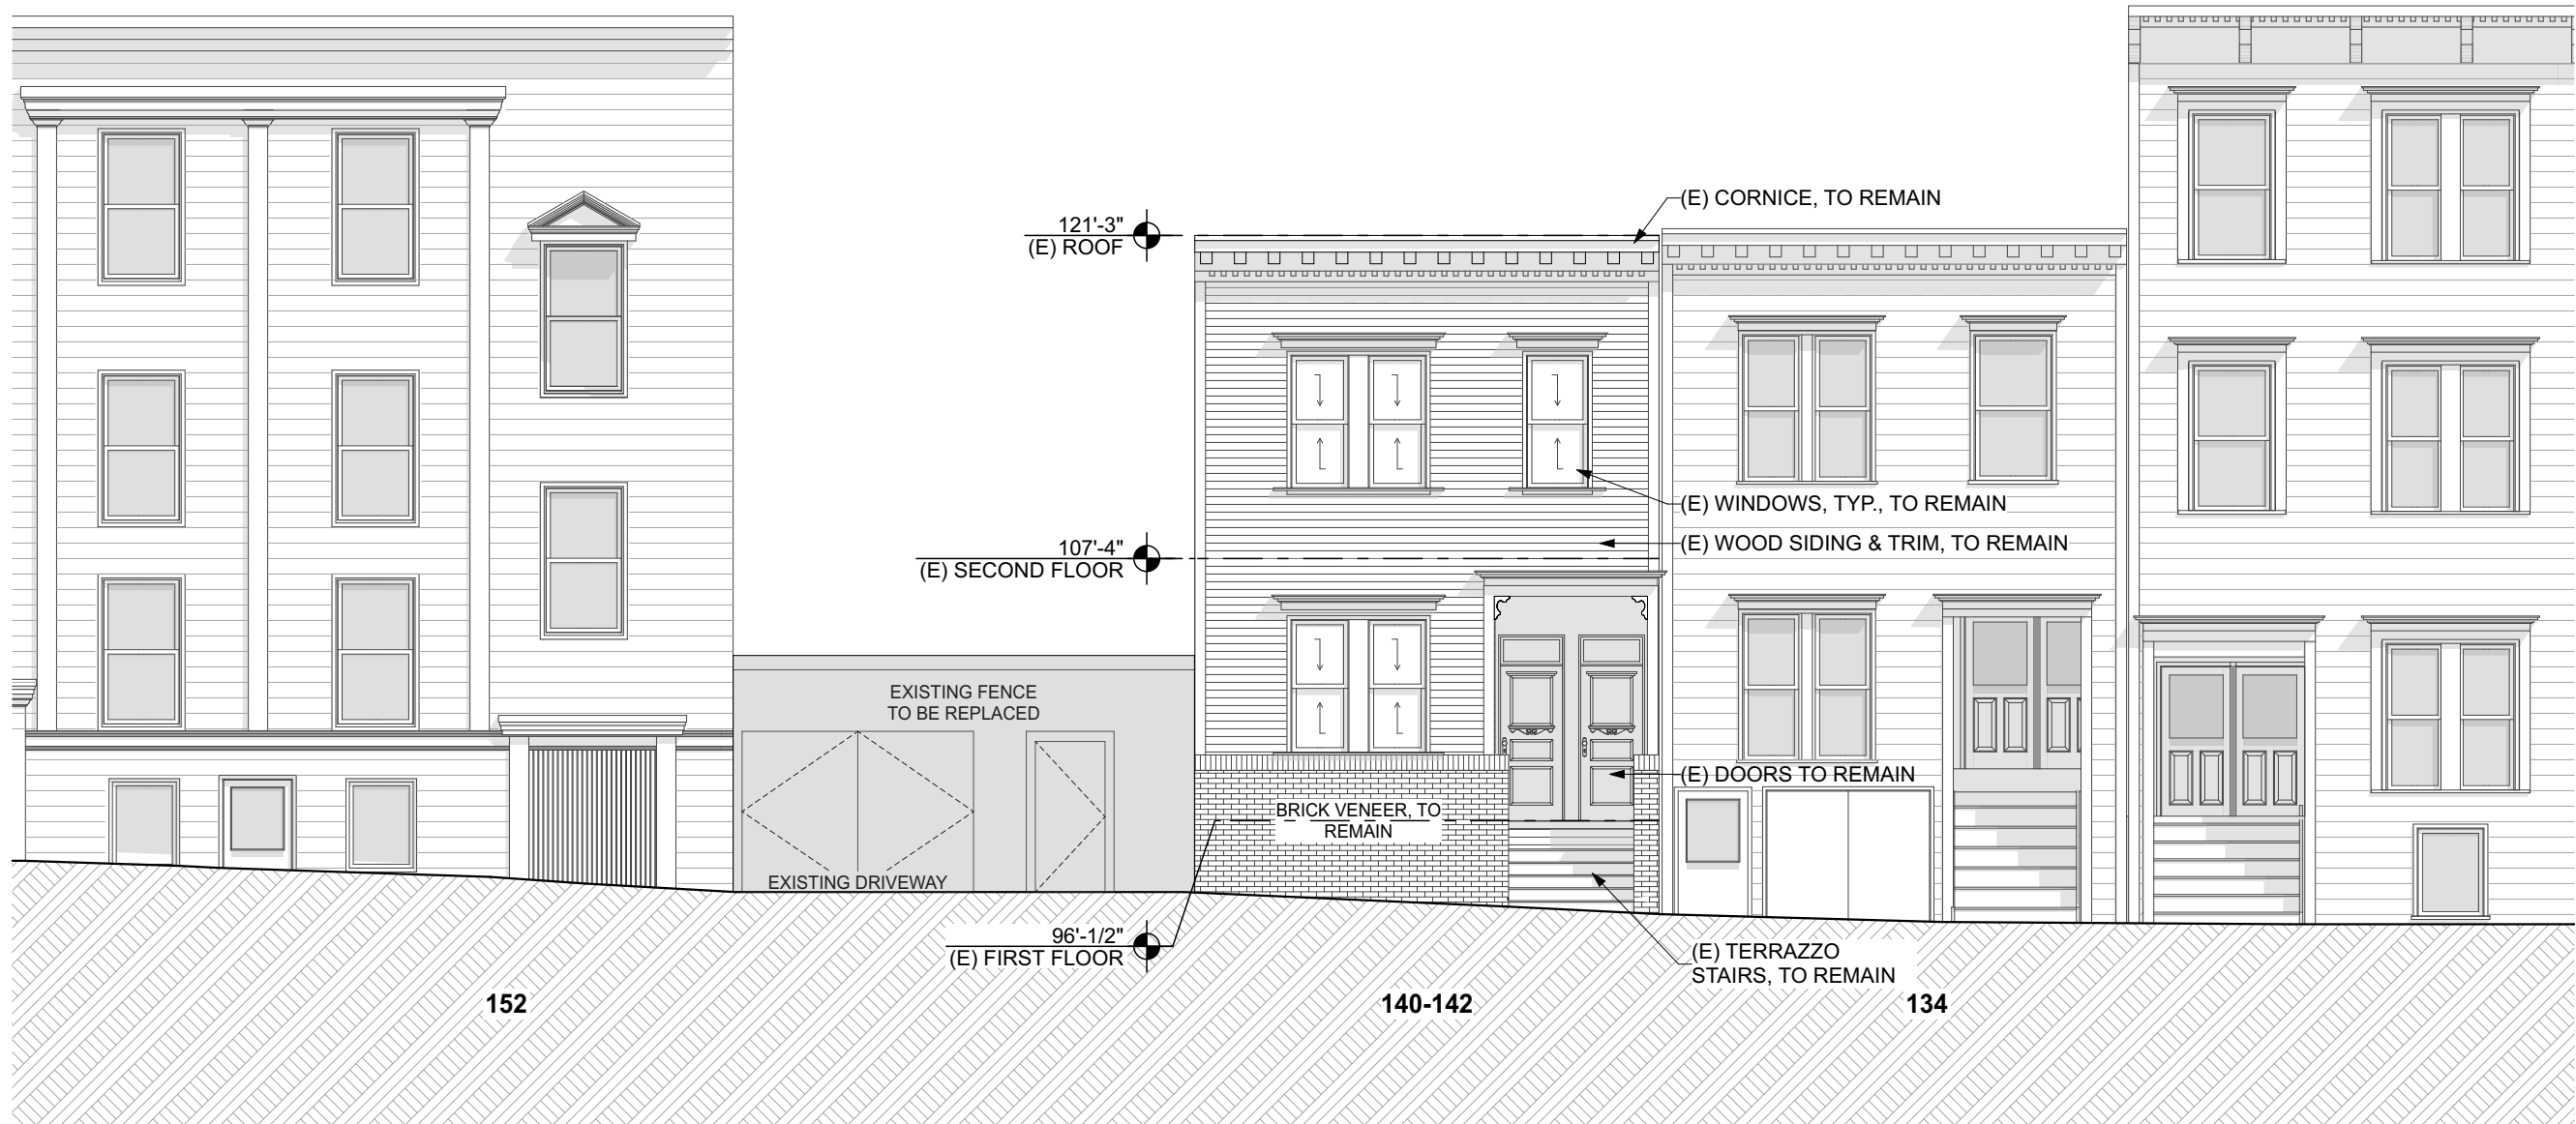 (E) CORNICE, TO REMAIN
121'-3"
(E) ROOF
(E) WINDOWS, TYP., TO REMAIN
(E) WOOD SIDING & TRIM, TO REMAIN
107'-4"
(E) SECOND FLOOR
EXISTING FENCE
TO BE REPLACED
(E) DOORS TO REMAIN
BRICK VENEER, TO
REMAIN
EXISTING DRIVEWAY
96'-1/2"
(E) FIRST FLOOR
(E) TERRAZZO
STAIRS, TO REMAIN
152
140-142
134